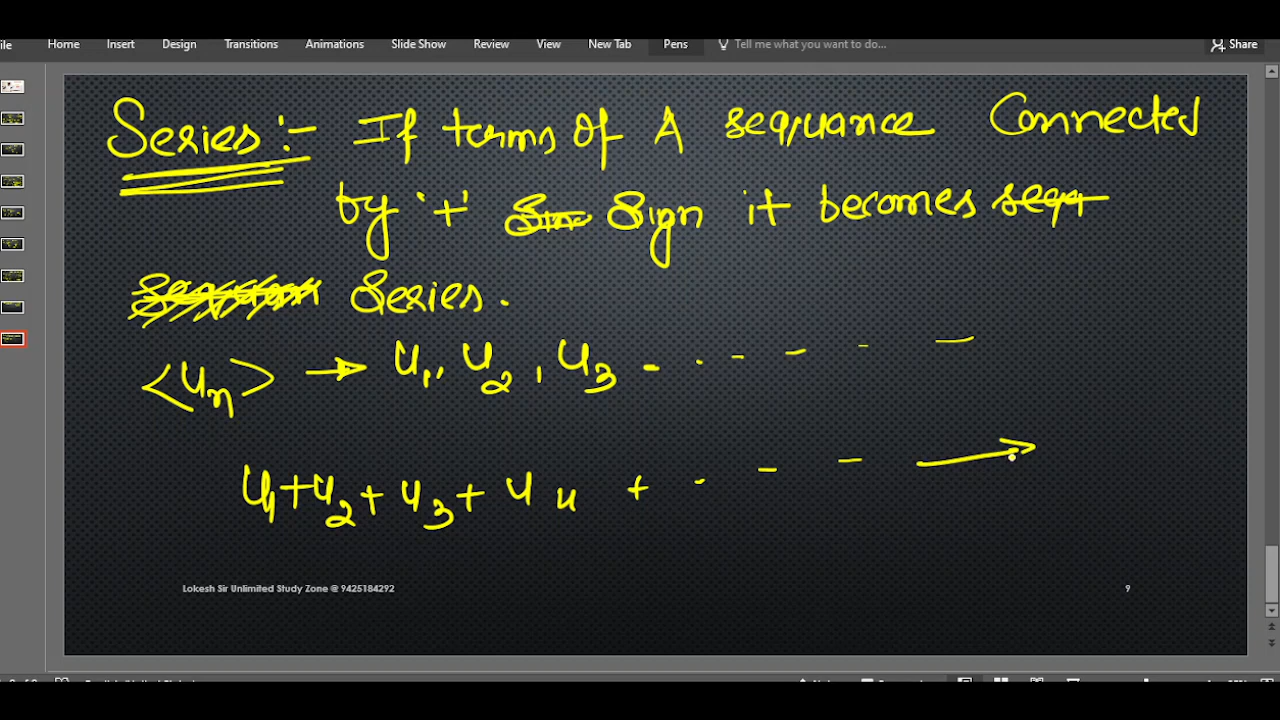 File Home Insert Design Transitions Animations Slide Show Review View New Tab Pens Tell me what you want to do... Share
Series :- If terms of A sequance Connected
by '+' Sign it becomes
Series.
<un> → u1, u2, u3 - . - - - -
u1 + u2 + u3 + u4 + . - - →
Lokesh Sir Unlimited Study Zone @ 9425184292 9